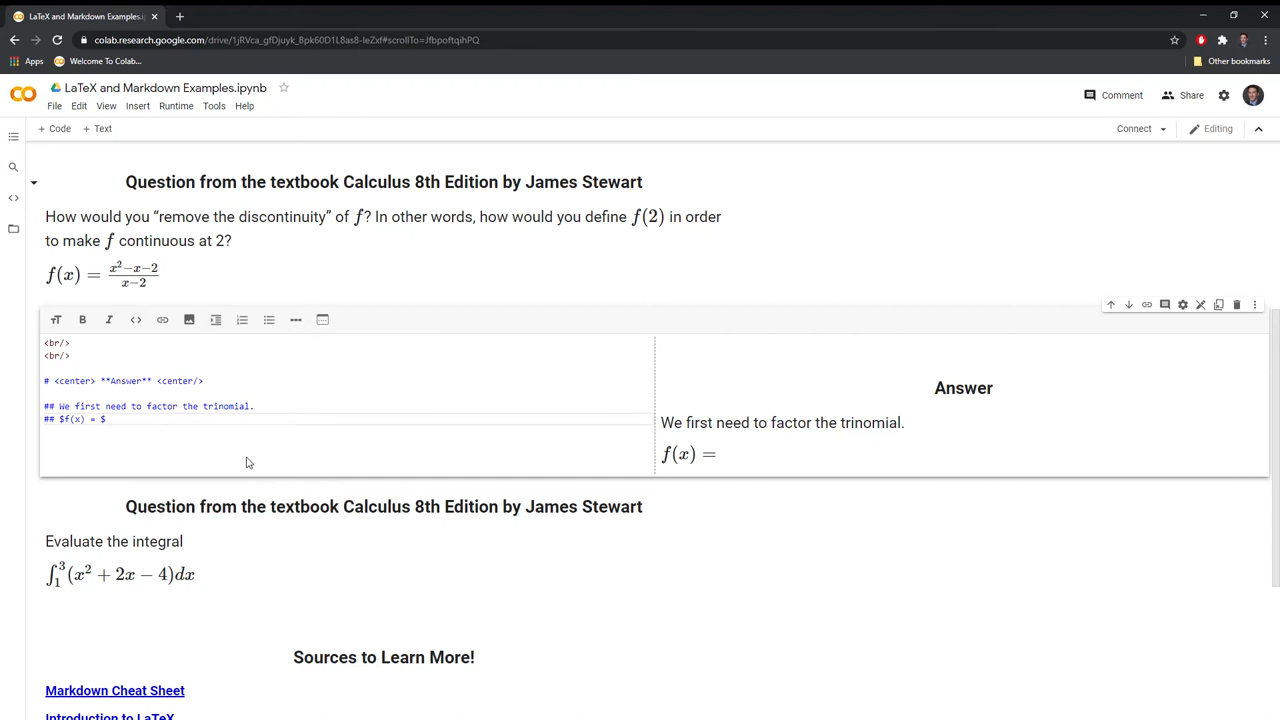 LaTeX and Markdown Examples.i
colab.research.google.com/drive/1jRVca_gfDjuyk_Bpk60D1L8as8-leZxf#scrollTo=JfbpoftqihPQ
Apps Welcome To Colab... Other bookmarks
CO LaTeX and Markdown Examples.ipynb
File Edit View Insert Runtime Tools Help
Comment Share
+ Code + Text Connect Editing
Question from the textbook Calculus 8th Edition by James Stewart
How would you “remove the discontinuity” of f? In other words, how would you define f(2) in order
to make f continuous at 2?
f(x) = \frac{x^2-x-2}{x-2}
<br/>
<br/>
# <center> **Answer** <center/>
## We first need to factor the trinomial.
## $f(x) = $
Answer
We first need to factor the trinomial.
f(x) =
Question from the textbook Calculus 8th Edition by James Stewart
Evaluate the integral
∫₁³(x² + 2x − 4)dx
Sources to Learn More!
Markdown Cheat Sheet
Introduction to LaTeX